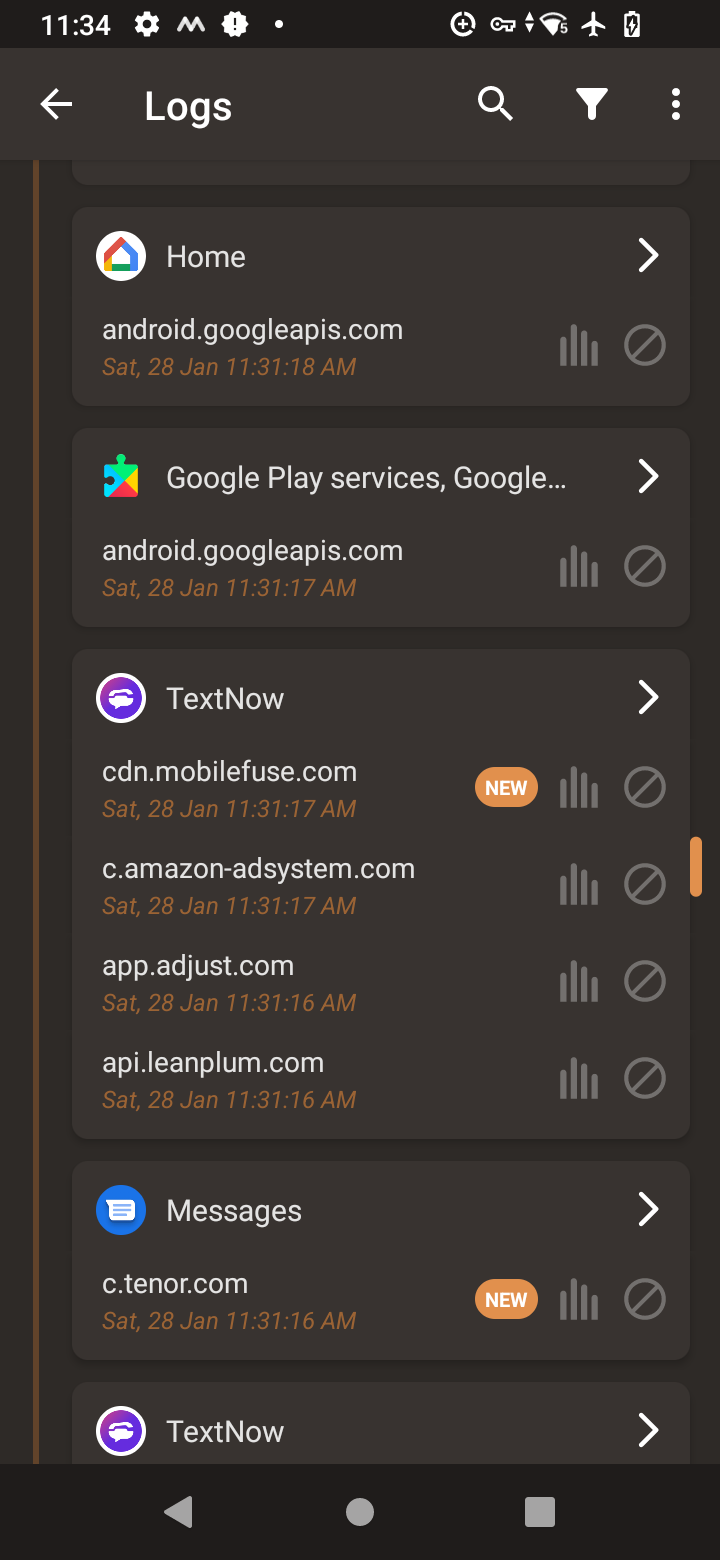 11:34
5
Logs
Home
android.googleapis.com
Sat, 28 Jan 11:31:18 AM
Google Play services, Google...
android.googleapis.com
Sat, 28 Jan 11:31:17 AM
TextNow
cdn.mobilefuse.com
NEW
Sat, 28 Jan 11:31:17 AM
c.amazon-adsystem.com
Sat, 28 Jan 11:31:17 AM
app.adjust.com
Sat, 28 Jan 11:31:16 AM
api.leanplum.com
Sat, 28 Jan 11:31:16 AM
Messages
c.tenor.com
NEW
Sat, 28 Jan 11:31:16 AM
TextNow